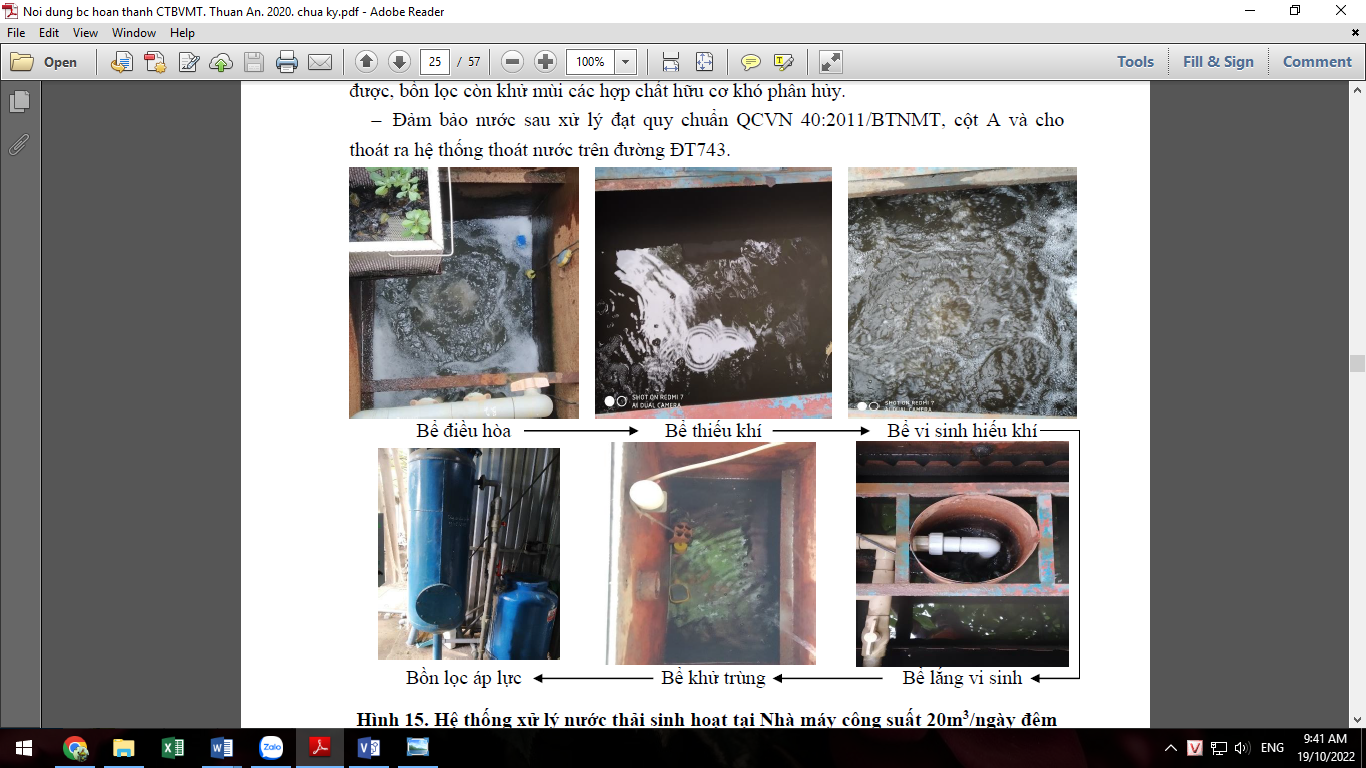 Noi dung bc hoan thanh CTBVMT. Thuan An. 2020. chua ky.pdf - Adobe Reader
File Edit View Window Help
Open 25 / 57 100% Tools Fill & Sign Comment
được, bồn lọc còn khử mùi các hợp chất hữu cơ khó phân hủy.
– Đảm bảo nước sau xử lý đạt quy chuẩn QCVN 40:2011/BTNMT, cột A và cho
thoát ra hệ thống thoát nước trên đường ĐT743.
SHOT ON REDMI 7
AI DUAL CAMERA
SHOT ON REDMI 7
AI DUAL CAMERA
Bể điều hòa Bể thiếu khí Bể vi sinh hiếu khí
Bồn lọc áp lực Bể khử trùng Bể lắng vi sinh
Hình 15. Hệ thống xử lý nước thải sinh hoạt tại Nhà máy công suất 20m³/ngày đêm
Zalo
ENG
9:41 AM
19/10/2022